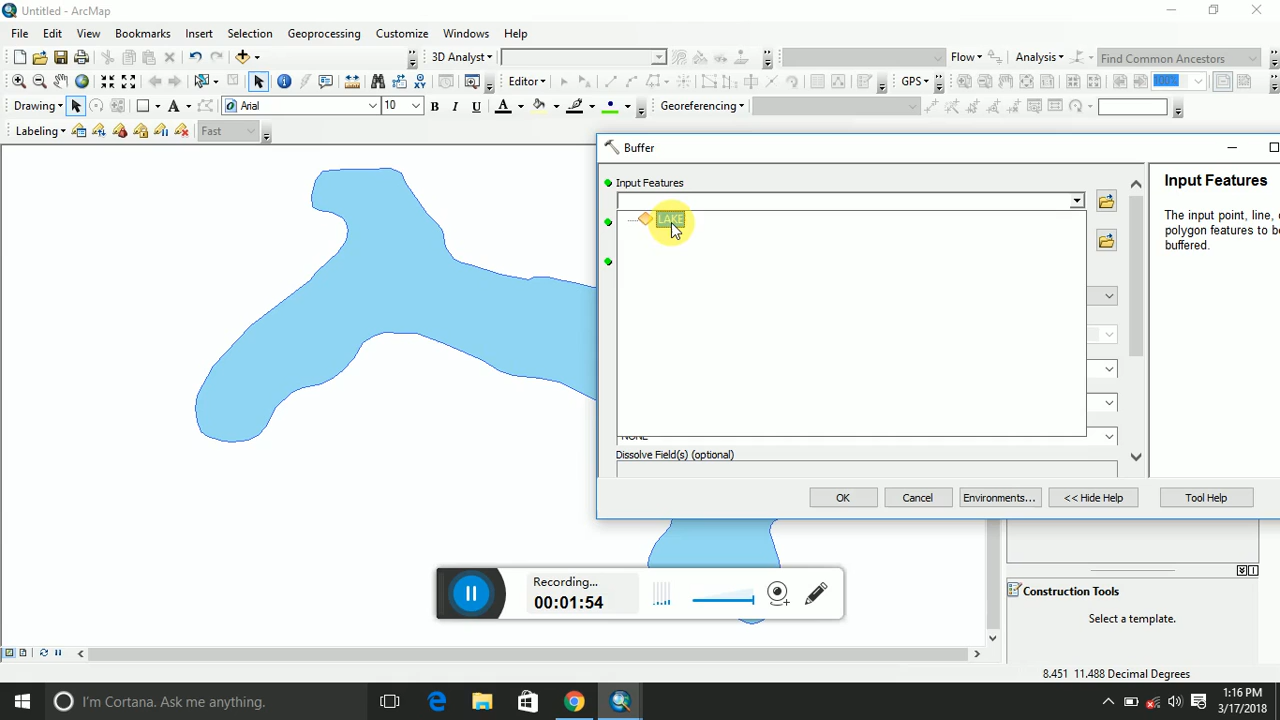 Untitled - ArcMap
File Edit View Bookmarks Insert Selection Geoprocessing Customize Windows Help
3D Analyst Flow Analysis Find Common Ancestors
Editor GPS 100%
Drawing Arial 10 B I U A Georeferencing
Labeling Fast
Buffer
Input Features
LAKE
NONE
Dissolve Field(s) (optional)
OK Cancel Environments... << Hide Help Tool Help
Input Features
The input point, line,
polygon features to be
buffered.
Recording...
00:01:54
Construction Tools
Select a template.
8.451 11.488 Decimal Degrees
I'm Cortana. Ask me anything.
1:16 PM
3/17/2018